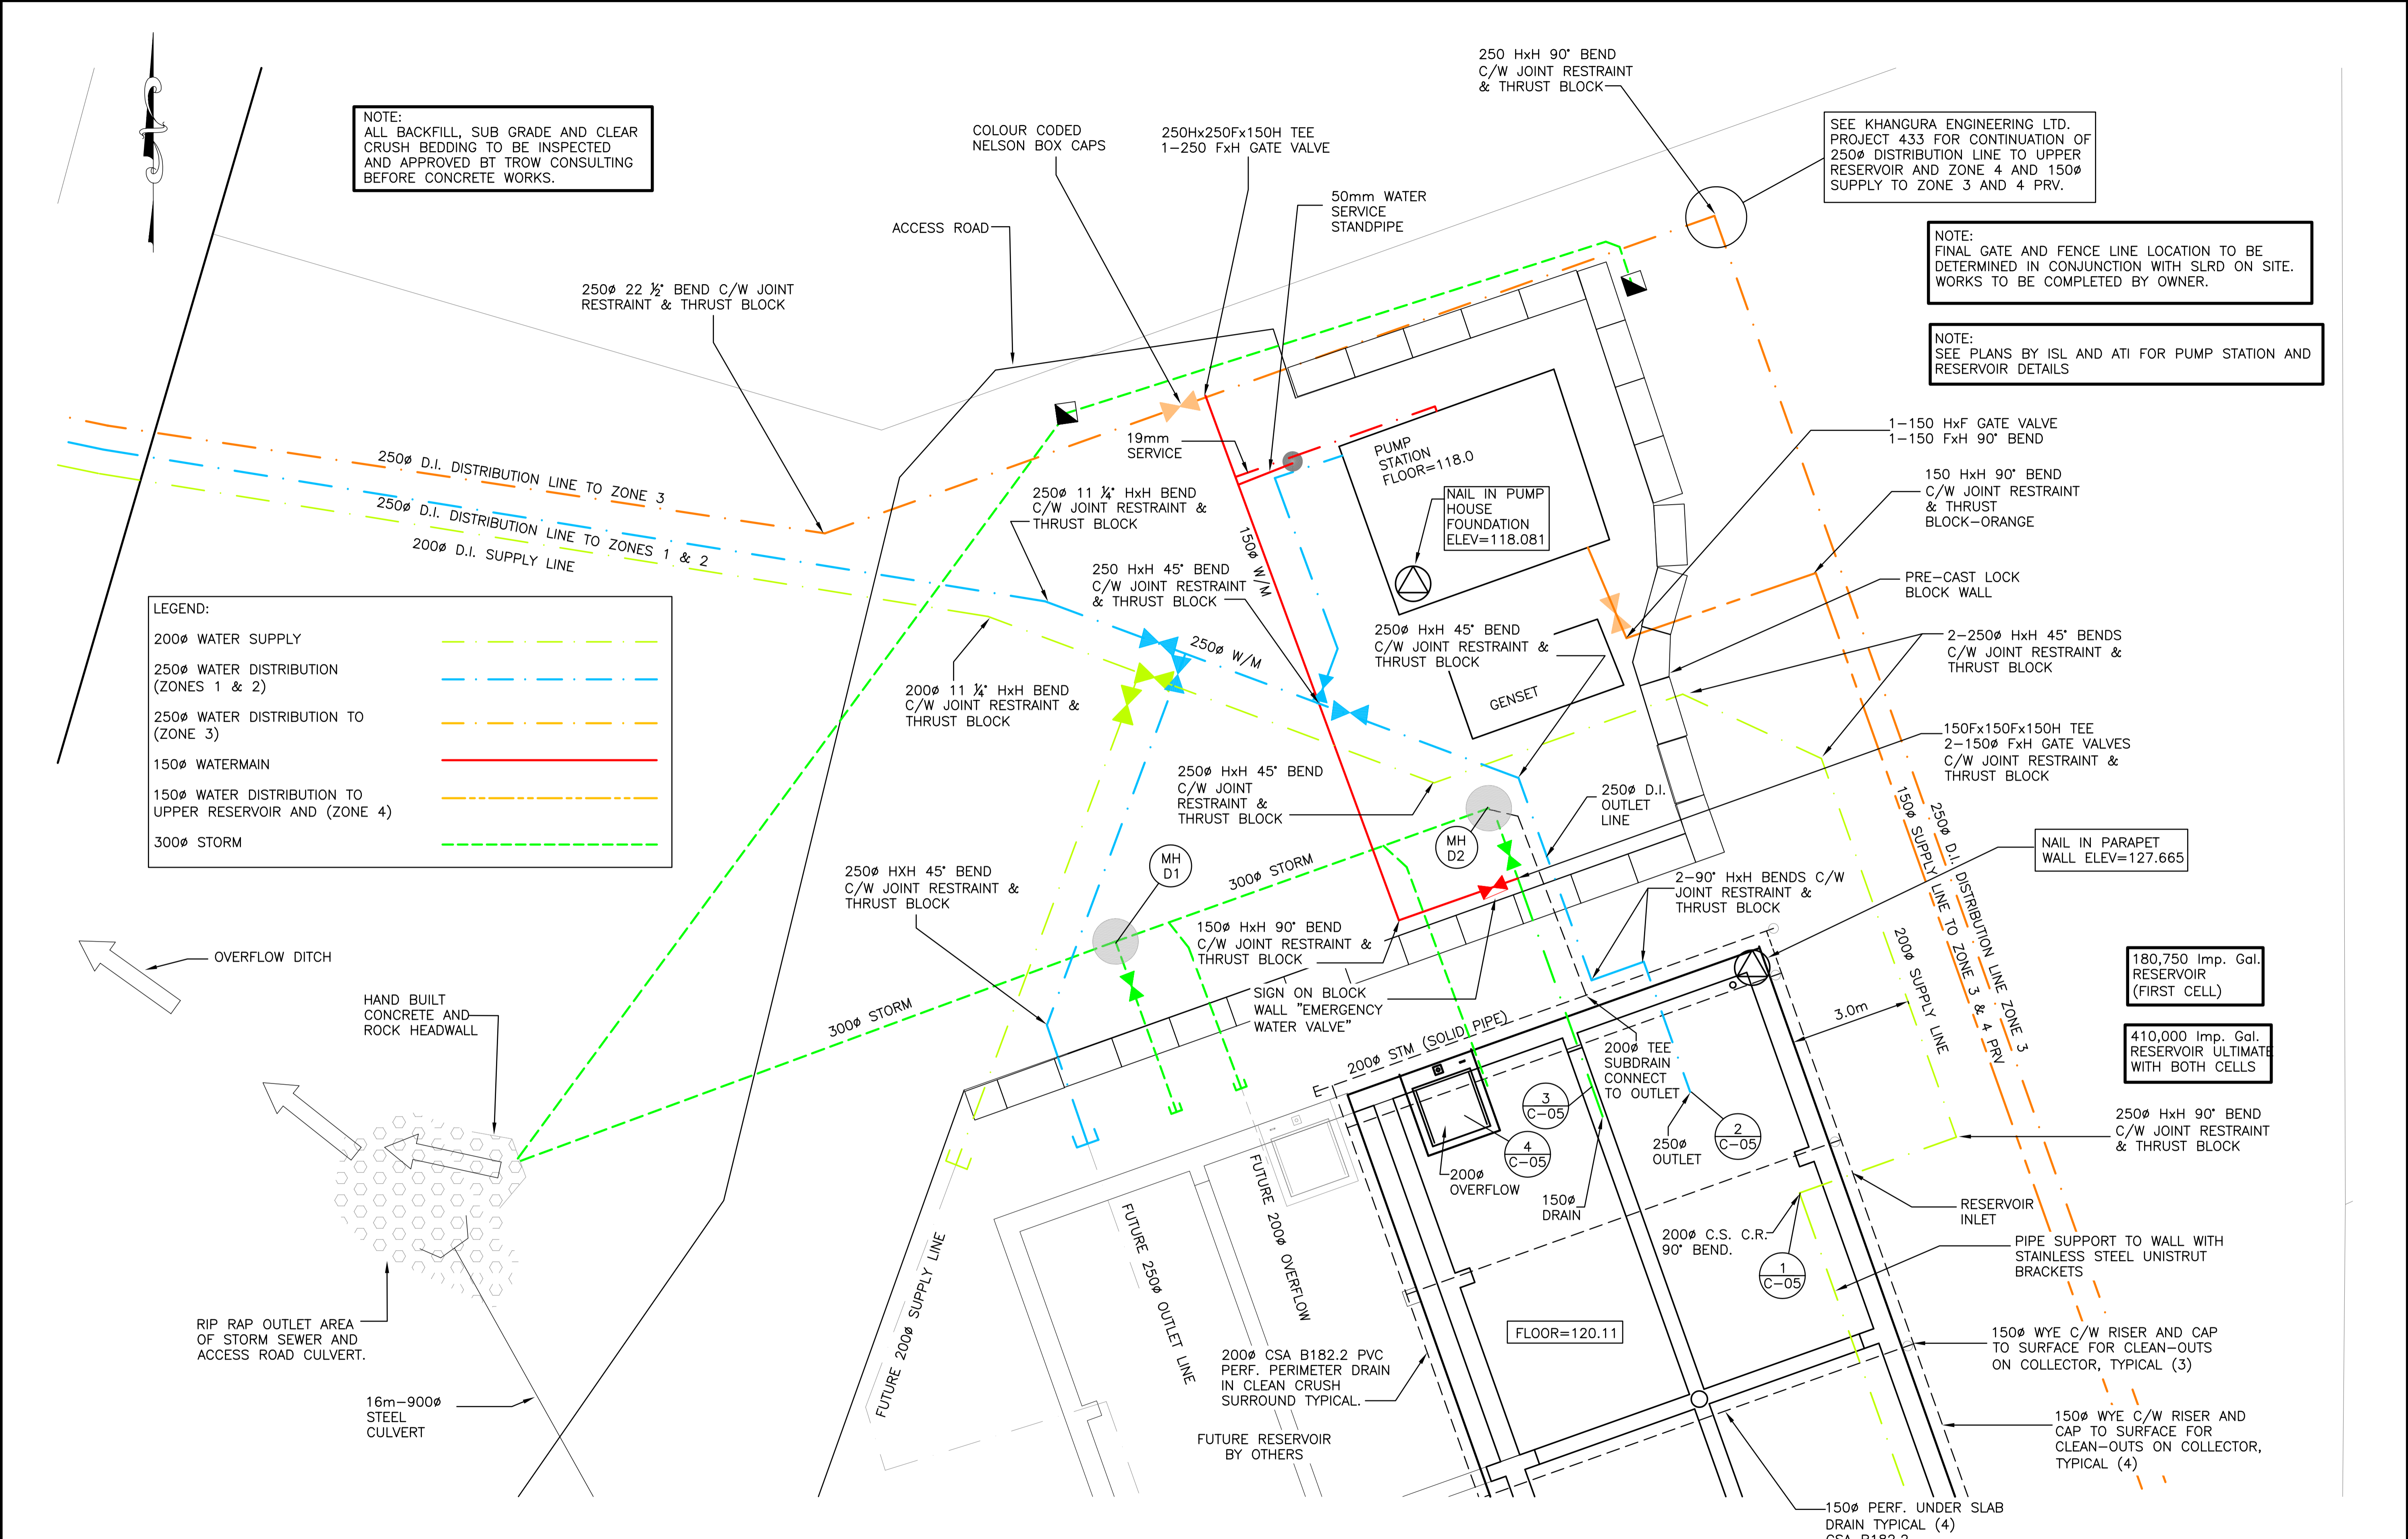 250 HxH 90° BEND
C/W JOINT RESTRAINT
& THRUST BLOCK
NOTE:
ALL BACKFILL, SUB GRADE AND CLEAR
CRUSH BEDDING TO BE INSPECTED
AND APPROVED BT TROW CONSULTING
BEFORE CONCRETE WORKS.
COLOUR CODED
NELSON BOX CAPS
250Hx250Fx150H TEE
1-250 FxH GATE VALVE
SEE KHANGURA ENGINEERING LTD.
PROJECT 433 FOR CONTINUATION OF
250ø DISTRIBUTION LINE TO UPPER
RESERVOIR AND ZONE 4 AND 150ø
SUPPLY TO ZONE 3 AND 4 PRV.
50mm WATER
SERVICE
STANDPIPE
ACCESS ROAD
NOTE:
FINAL GATE AND FENCE LINE LOCATION TO BE
DETERMINED IN CONJUNCTION WITH SLRD ON SITE.
WORKS TO BE COMPLETED BY OWNER.
250ø 22 ½° BEND C/W JOINT
RESTRAINT & THRUST BLOCK
NOTE:
SEE PLANS BY ISL AND ATI FOR PUMP STATION AND
RESERVOIR DETAILS
1-150 HxF GATE VALVE
1-150 FxH 90° BEND
19mm
SERVICE
PUMP
STATION
FLOOR=118.0
250ø D.I. DISTRIBUTION LINE TO ZONE 3
250ø D.I. DISTRIBUTION LINE TO ZONES 1 & 2
200ø D.I. SUPPLY LINE
250ø 11 ¼° HxH BEND
C/W JOINT RESTRAINT &
THRUST BLOCK
NAIL IN PUMP
HOUSE
FOUNDATION
ELEV=118.081
150 HxH 90° BEND
C/W JOINT RESTRAINT
& THRUST
BLOCK-ORANGE
150ø W/M
250 HxH 45° BEND
C/W JOINT RESTRAINT
& THRUST BLOCK
PRE-CAST LOCK
BLOCK WALL
LEGEND:
200ø WATER SUPPLY
250ø WATER DISTRIBUTION
(ZONES 1 & 2)
250ø WATER DISTRIBUTION TO
(ZONE 3)
150ø WATERMAIN
150ø WATER DISTRIBUTION TO
UPPER RESERVOIR AND (ZONE 4)
300ø STORM
250ø W/M
250ø HxH 45° BEND
C/W JOINT RESTRAINT &
THRUST BLOCK
2-250ø HxH 45° BENDS
C/W JOINT RESTRAINT &
THRUST BLOCK
200ø 11 ¼° HxH BEND
C/W JOINT RESTRAINT &
THRUST BLOCK
GENSET
150Fx150Fx150H TEE
2-150ø FxH GATE VALVES
C/W JOINT RESTRAINT &
THRUST BLOCK
250ø HxH 45° BEND
C/W JOINT
RESTRAINT &
THRUST BLOCK
250ø D.I.
OUTLET
LINE
150ø SUPPLY LINE TO ZONE 3 & 4 PRV
250ø D.I. DISTRIBUTION LINE ZONE 3
NAIL IN PARAPET
WALL ELEV=127.665
MH
D2
MH
D1
300ø STORM
250ø HXH 45° BEND
C/W JOINT RESTRAINT &
THRUST BLOCK
2-90° HxH BENDS C/W
JOINT RESTRAINT &
THRUST BLOCK
150ø HxH 90° BEND
C/W JOINT RESTRAINT &
THRUST BLOCK
200ø SUPPLY LINE
OVERFLOW DITCH
180,750 Imp. Gal.
RESERVOIR
(FIRST CELL)
SIGN ON BLOCK
WALL "EMERGENCY
WATER VALVE"
HAND BUILT
CONCRETE AND
ROCK HEADWALL
300ø STORM
3.0m
410,000 Imp. Gal.
RESERVOIR ULTIMATE
WITH BOTH CELLS
200ø STM (SOLID PIPE)
200ø TEE
SUBDRAIN
CONNECT
TO OUTLET
3
C-05
2
C-05
4
C-05
250ø
OUTLET
250ø HxH 90° BEND
C/W JOINT RESTRAINT
& THRUST BLOCK
200ø
OVERFLOW
150ø
DRAIN
RESERVOIR
INLET
200ø C.S. C.R.
90° BEND.
1
C-05
PIPE SUPPORT TO WALL WITH
STAINLESS STEEL UNISTRUT
BRACKETS
FUTURE 200ø SUPPLY LINE
FUTURE 250ø OUTLET LINE
FUTURE 200ø OVERFLOW
RIP RAP OUTLET AREA
OF STORM SEWER AND
ACCESS ROAD CULVERT.
FLOOR=120.11
150ø WYE C/W RISER AND CAP
TO SURFACE FOR CLEAN-OUTS
ON COLLECTOR, TYPICAL (3)
200ø CSA B182.2 PVC
PERF. PERIMETER DRAIN
IN CLEAN CRUSH
SURROUND TYPICAL.
16m-900ø
STEEL
CULVERT
150ø WYE C/W RISER AND
CAP TO SURFACE FOR
CLEAN-OUTS ON COLLECTOR,
TYPICAL (4)
FUTURE RESERVOIR
BY OTHERS
150ø PERF. UNDER SLAB
DRAIN TYPICAL (4)
CSA B182.2